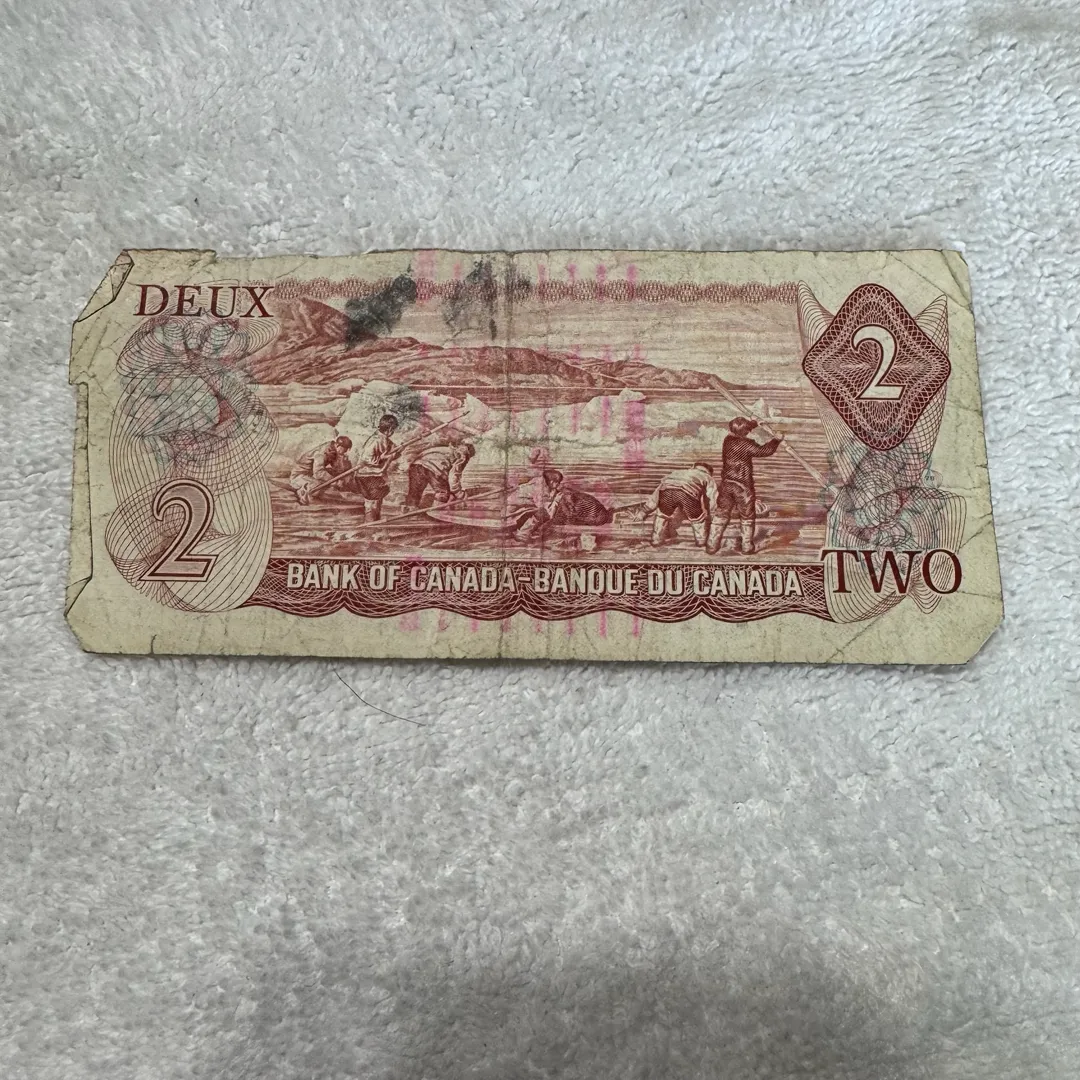 DEUX
2
2
BANK OF CANADA-BANQUE DU CANADA
TWO